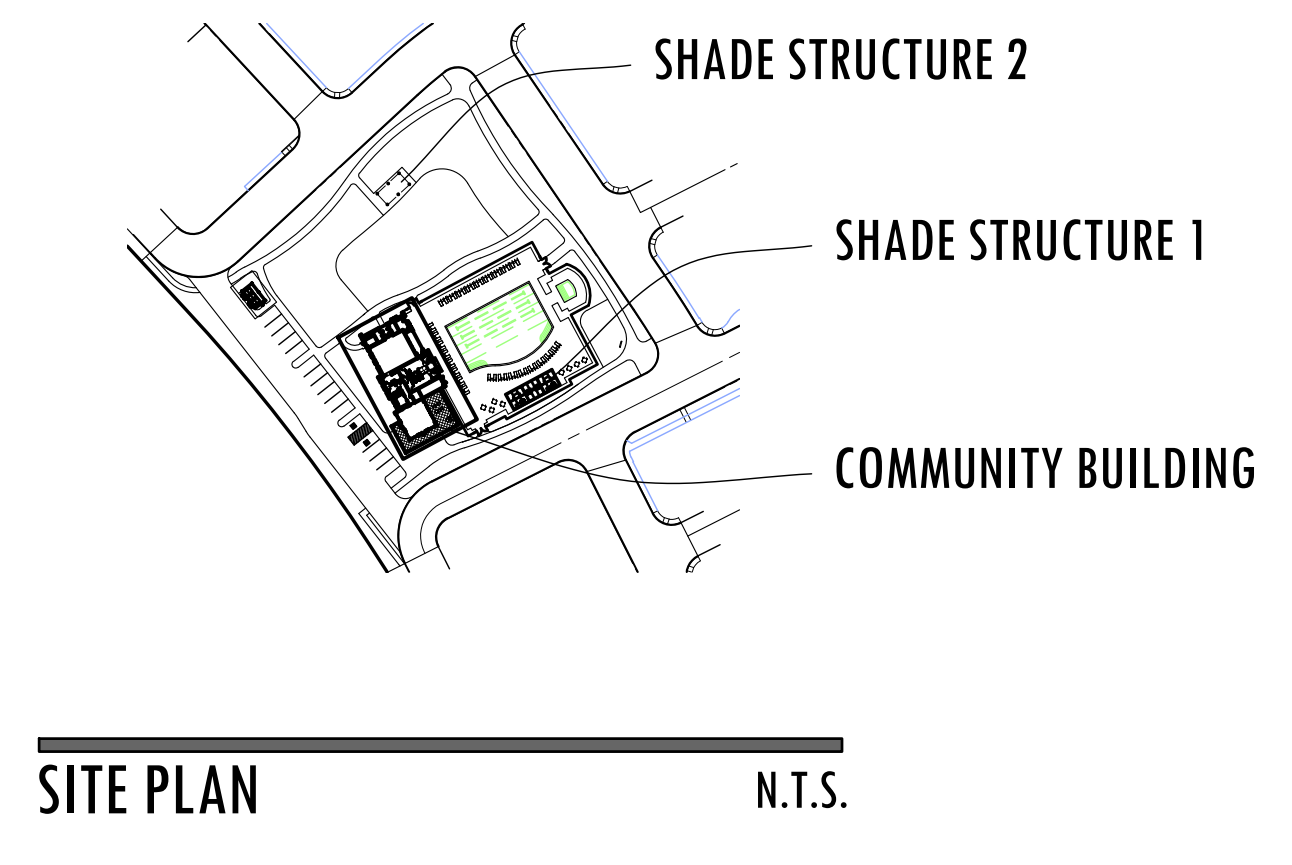 SHADE STRUCTURE 2
SHADE STRUCTURE 1
COMMUNITY BUILDING
SITE PLAN
N.T.S.